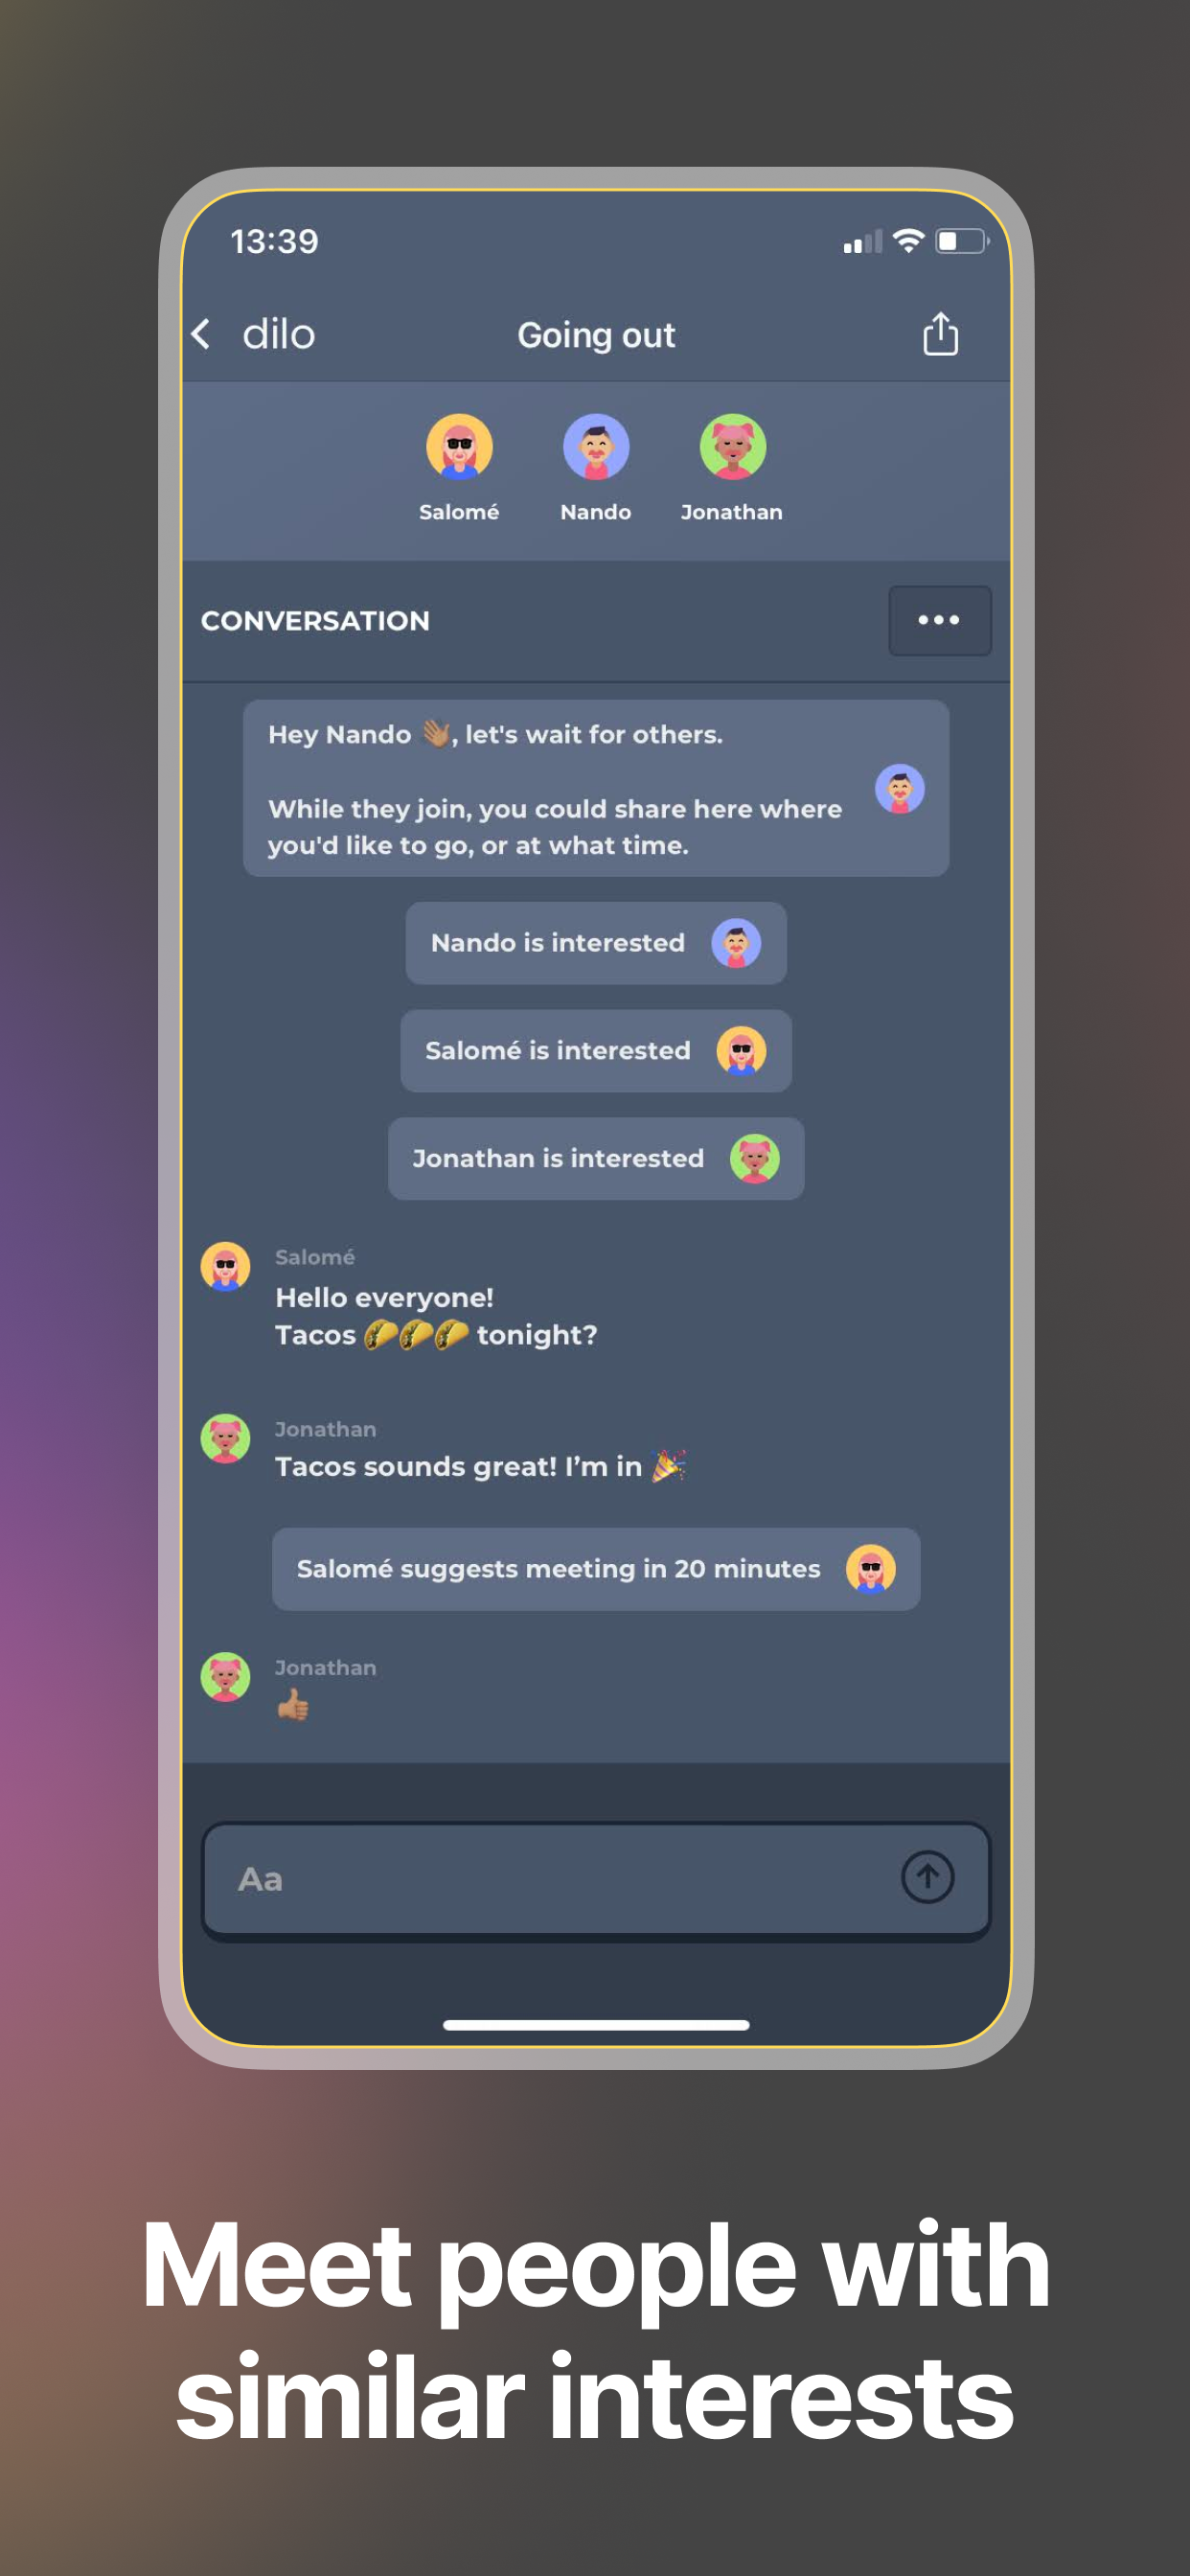 13:39
dilo
Going out
Salomé
Nando
Jonathan
CONVERSATION
Hey Nando 👋🏽, let's wait for others.
While they join, you could share here where
you'd like to go, or at what time.
Nando is interested
Salomé is interested
Jonathan is interested
Salomé
Hello everyone!
Tacos 🌮🌮🌮 tonight?
Jonathan
Tacos sounds great! I’m in 🎉
Salomé suggests meeting in 20 minutes
Jonathan
👍🏽
Aa
Meet people with
similar interests